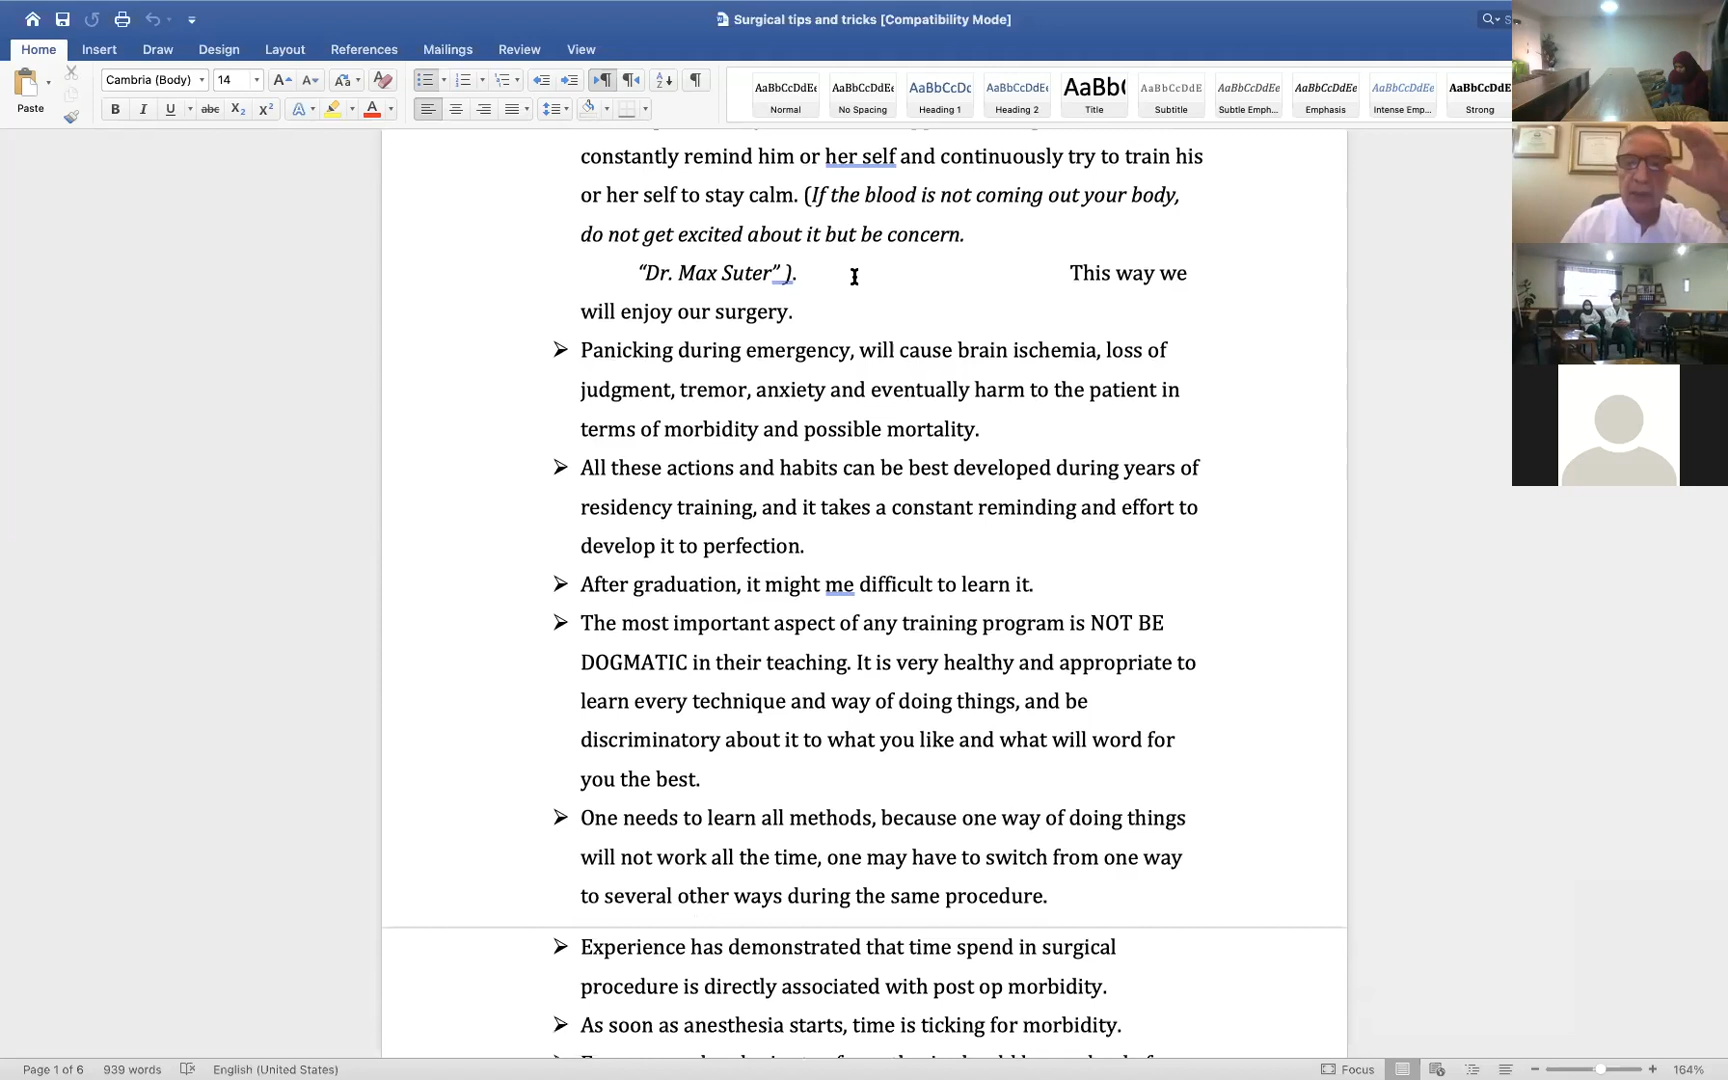 Surgical tips and tricks [Compatibility Mode]
Home Insert Draw Design Layout References Mailings Review View
Cambria (Body) 14
Paste
AaBbCcDdEe AaBbCcDdEe AaBbCcDc AaBbCcDdEe AaBb( AaBbCcDdE AaBbCcDdEe AaBbCcDdEe AaBbCcDdEe AaBbCcDdEe
Normal No Spacing Heading 1 Heading 2 Title Subtitle Subtle Emph... Emphasis Intense Emp... Strong
constantly remind him or her self and continuously try to train his
or her self to stay calm. (If the blood is not coming out your body,
do not get excited about it but be concern.
“Dr. Max Suter” ). This way we
will enjoy our surgery.
➢ Panicking during emergency, will cause brain ischemia, loss of
judgment, tremor, anxiety and eventually harm to the patient in
terms of morbidity and possible mortality.
➢ All these actions and habits can be best developed during years of
residency training, and it takes a constant reminding and effort to
develop it to perfection.
➢ After graduation, it might me difficult to learn it.
➢ The most important aspect of any training program is NOT BE
DOGMATIC in their teaching. It is very healthy and appropriate to
learn every technique and way of doing things, and be
discriminatory about it to what you like and what will word for
you the best.
➢ One needs to learn all methods, because one way of doing things
will not work all the time, one may have to switch from one way
to several other ways during the same procedure.
➢ Experience has demonstrated that time spend in surgical
procedure is directly associated with post op morbidity.
➢ As soon as anesthesia starts, time is ticking for morbidity.
Page 1 of 6 939 words English (United States) Focus 164%